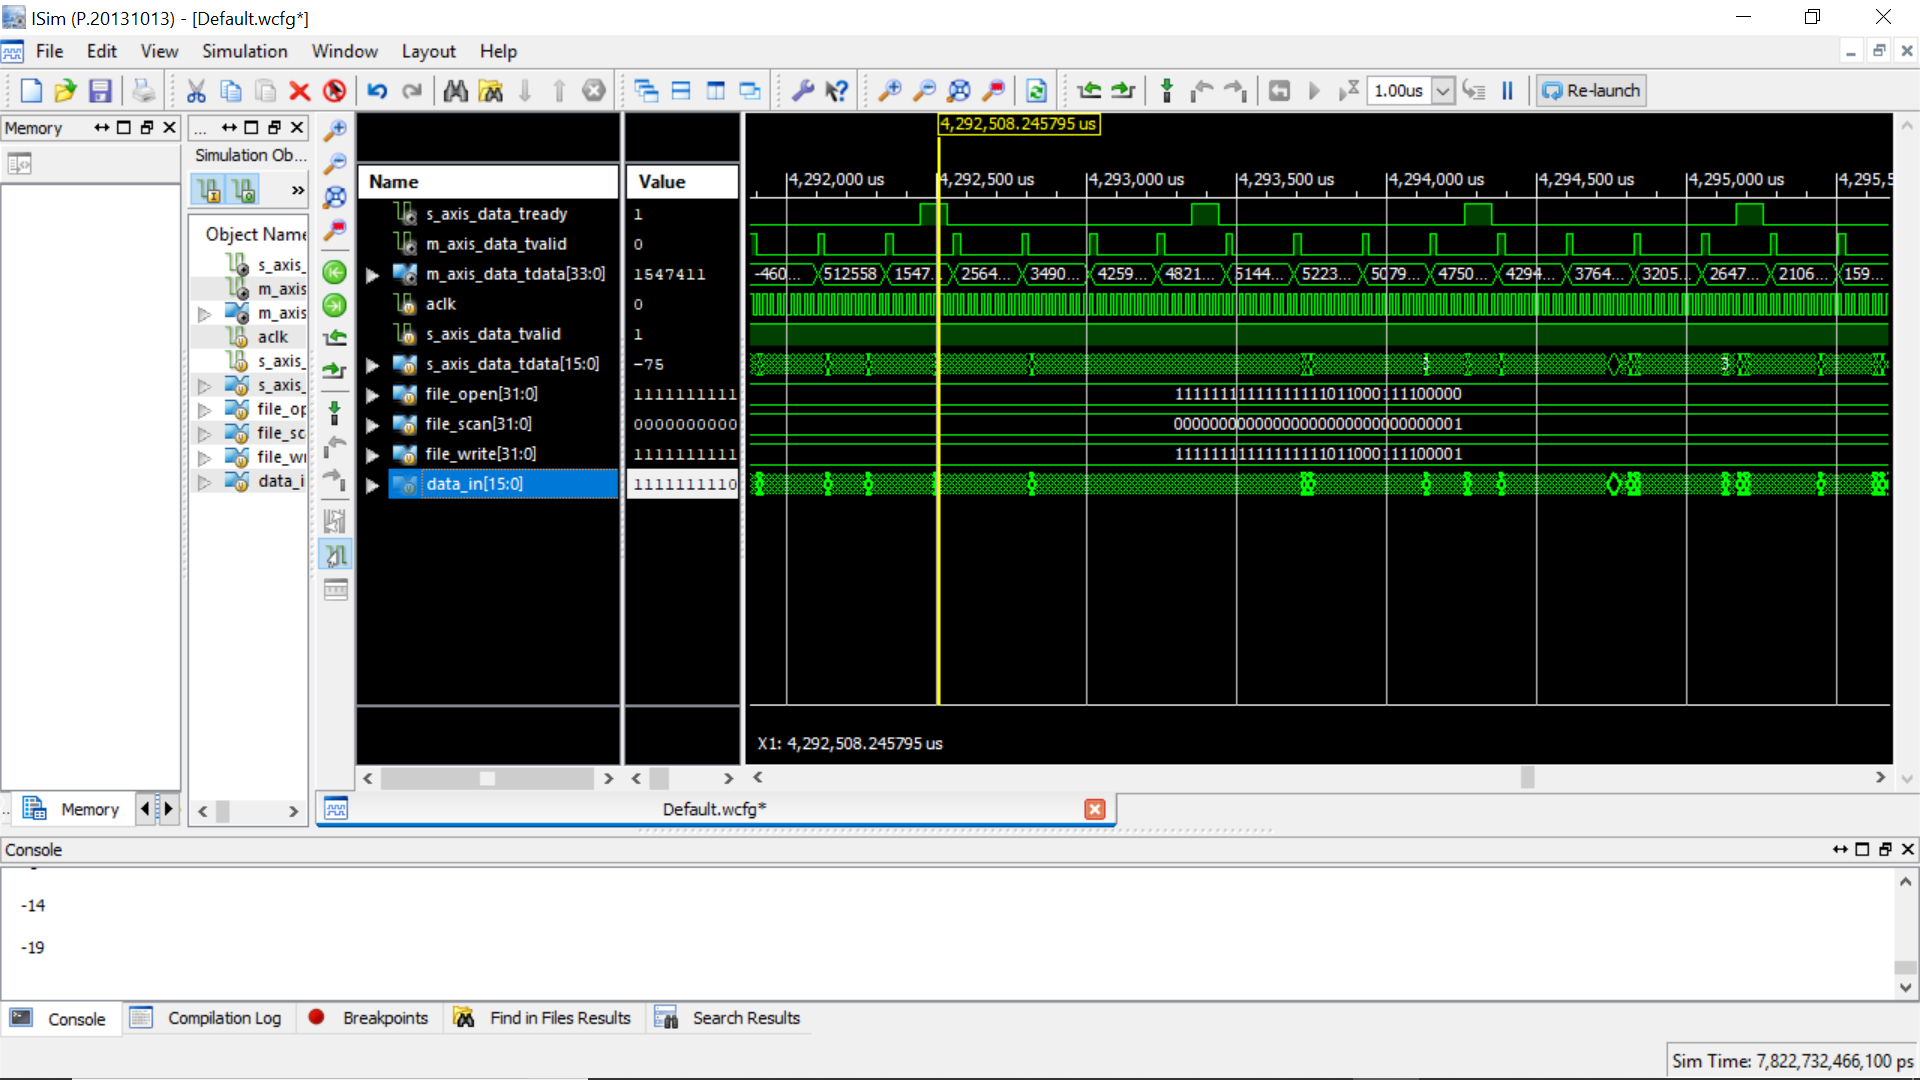 ISim (P.20131013) - [Default.wcfg*]
File Edit View Simulation Window Layout Help
1.00us Re-launch
Memory
...
Simulation Ob...
»
Object Name
s_axis_
m_axis
m_axis
aclk
s_axis_
s_axis_
file_op
file_sc
file_wr
data_i
4,292,508.245795 us
Name Value
4,292,000 us 4,292,500 us 4,293,000 us 4,293,500 us 4,294,000 us 4,294,500 us 4,295,000 us 4,295,5
s_axis_data_tready 1
m_axis_data_tvalid 0
m_axis_data_tdata[33:0] 1547411 -460... 512558 1547. 2564... 3490... 4259... 4821... 5144... 5223... 5079... 4750... 4294... 3764... 3205... 2647... 2106... 159...
aclk 0
s_axis_data_tvalid 1
s_axis_data_tdata[15:0] -75 3 3
file_open[31:0] 1111111111 11111111111111111011000111100000
file_scan[31:0] 0000000000 00000000000000000000000000000001
file_write[31:0] 1111111111 11111111111111111011000111100001
data_in[15:0] 1111111110
X1: 4,292,508.245795 us
.. Memory
Default.wcfg*
Console
-14
-19
Console Compilation Log Breakpoints Find in Files Results Search Results
Sim Time: 7,822,732,466,100 ps